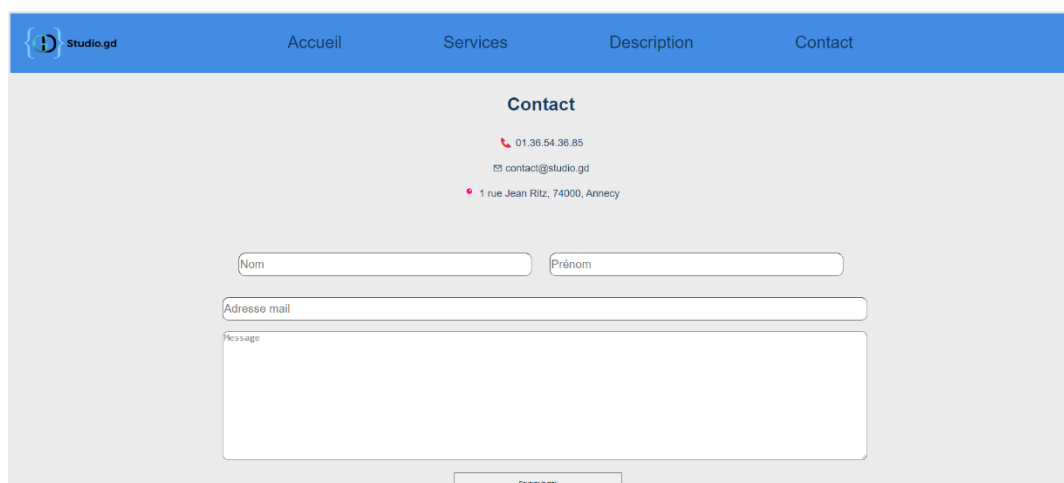 Studio.gd
Accueil Services Description Contact
Contact
01.36.54.36.85
contact@studio.gd
1 rue Jean Ritz, 74000, Annecy
Nom Prénom
Adresse mail
Message